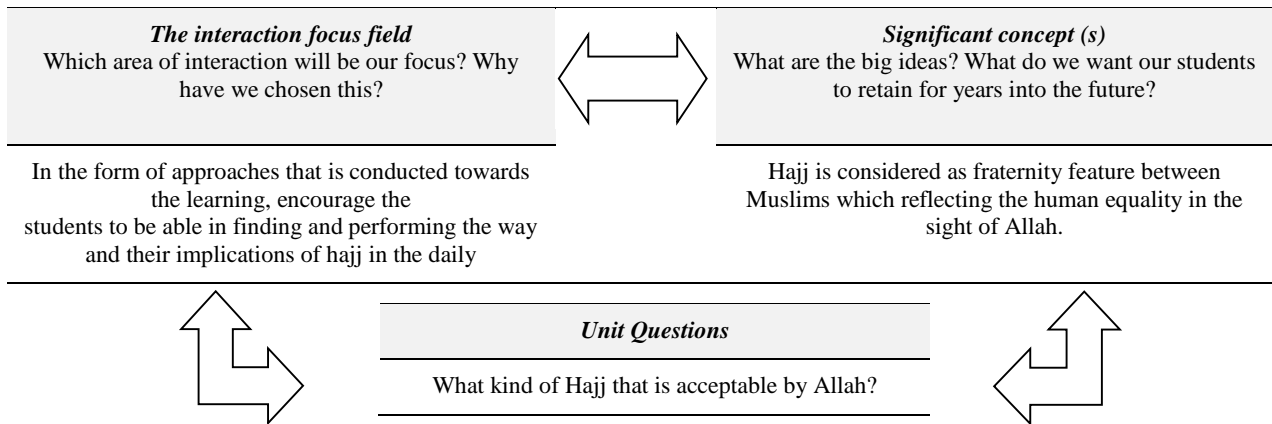 The interaction focus field
Which area of interaction will be our focus? Why
have we chosen this?
Significant concept (s)
What are the big ideas? What do we want our students
to retain for years into the future?
In the form of approaches that is conducted towards
the learning, encourage the
students to be able in finding and performing the way
and their implications of hajj in the daily
Hajj is considered as fraternity feature between
Muslims which reflecting the human equality in the
sight of Allah.
Unit Questions
What kind of Hajj that is acceptable by Allah?